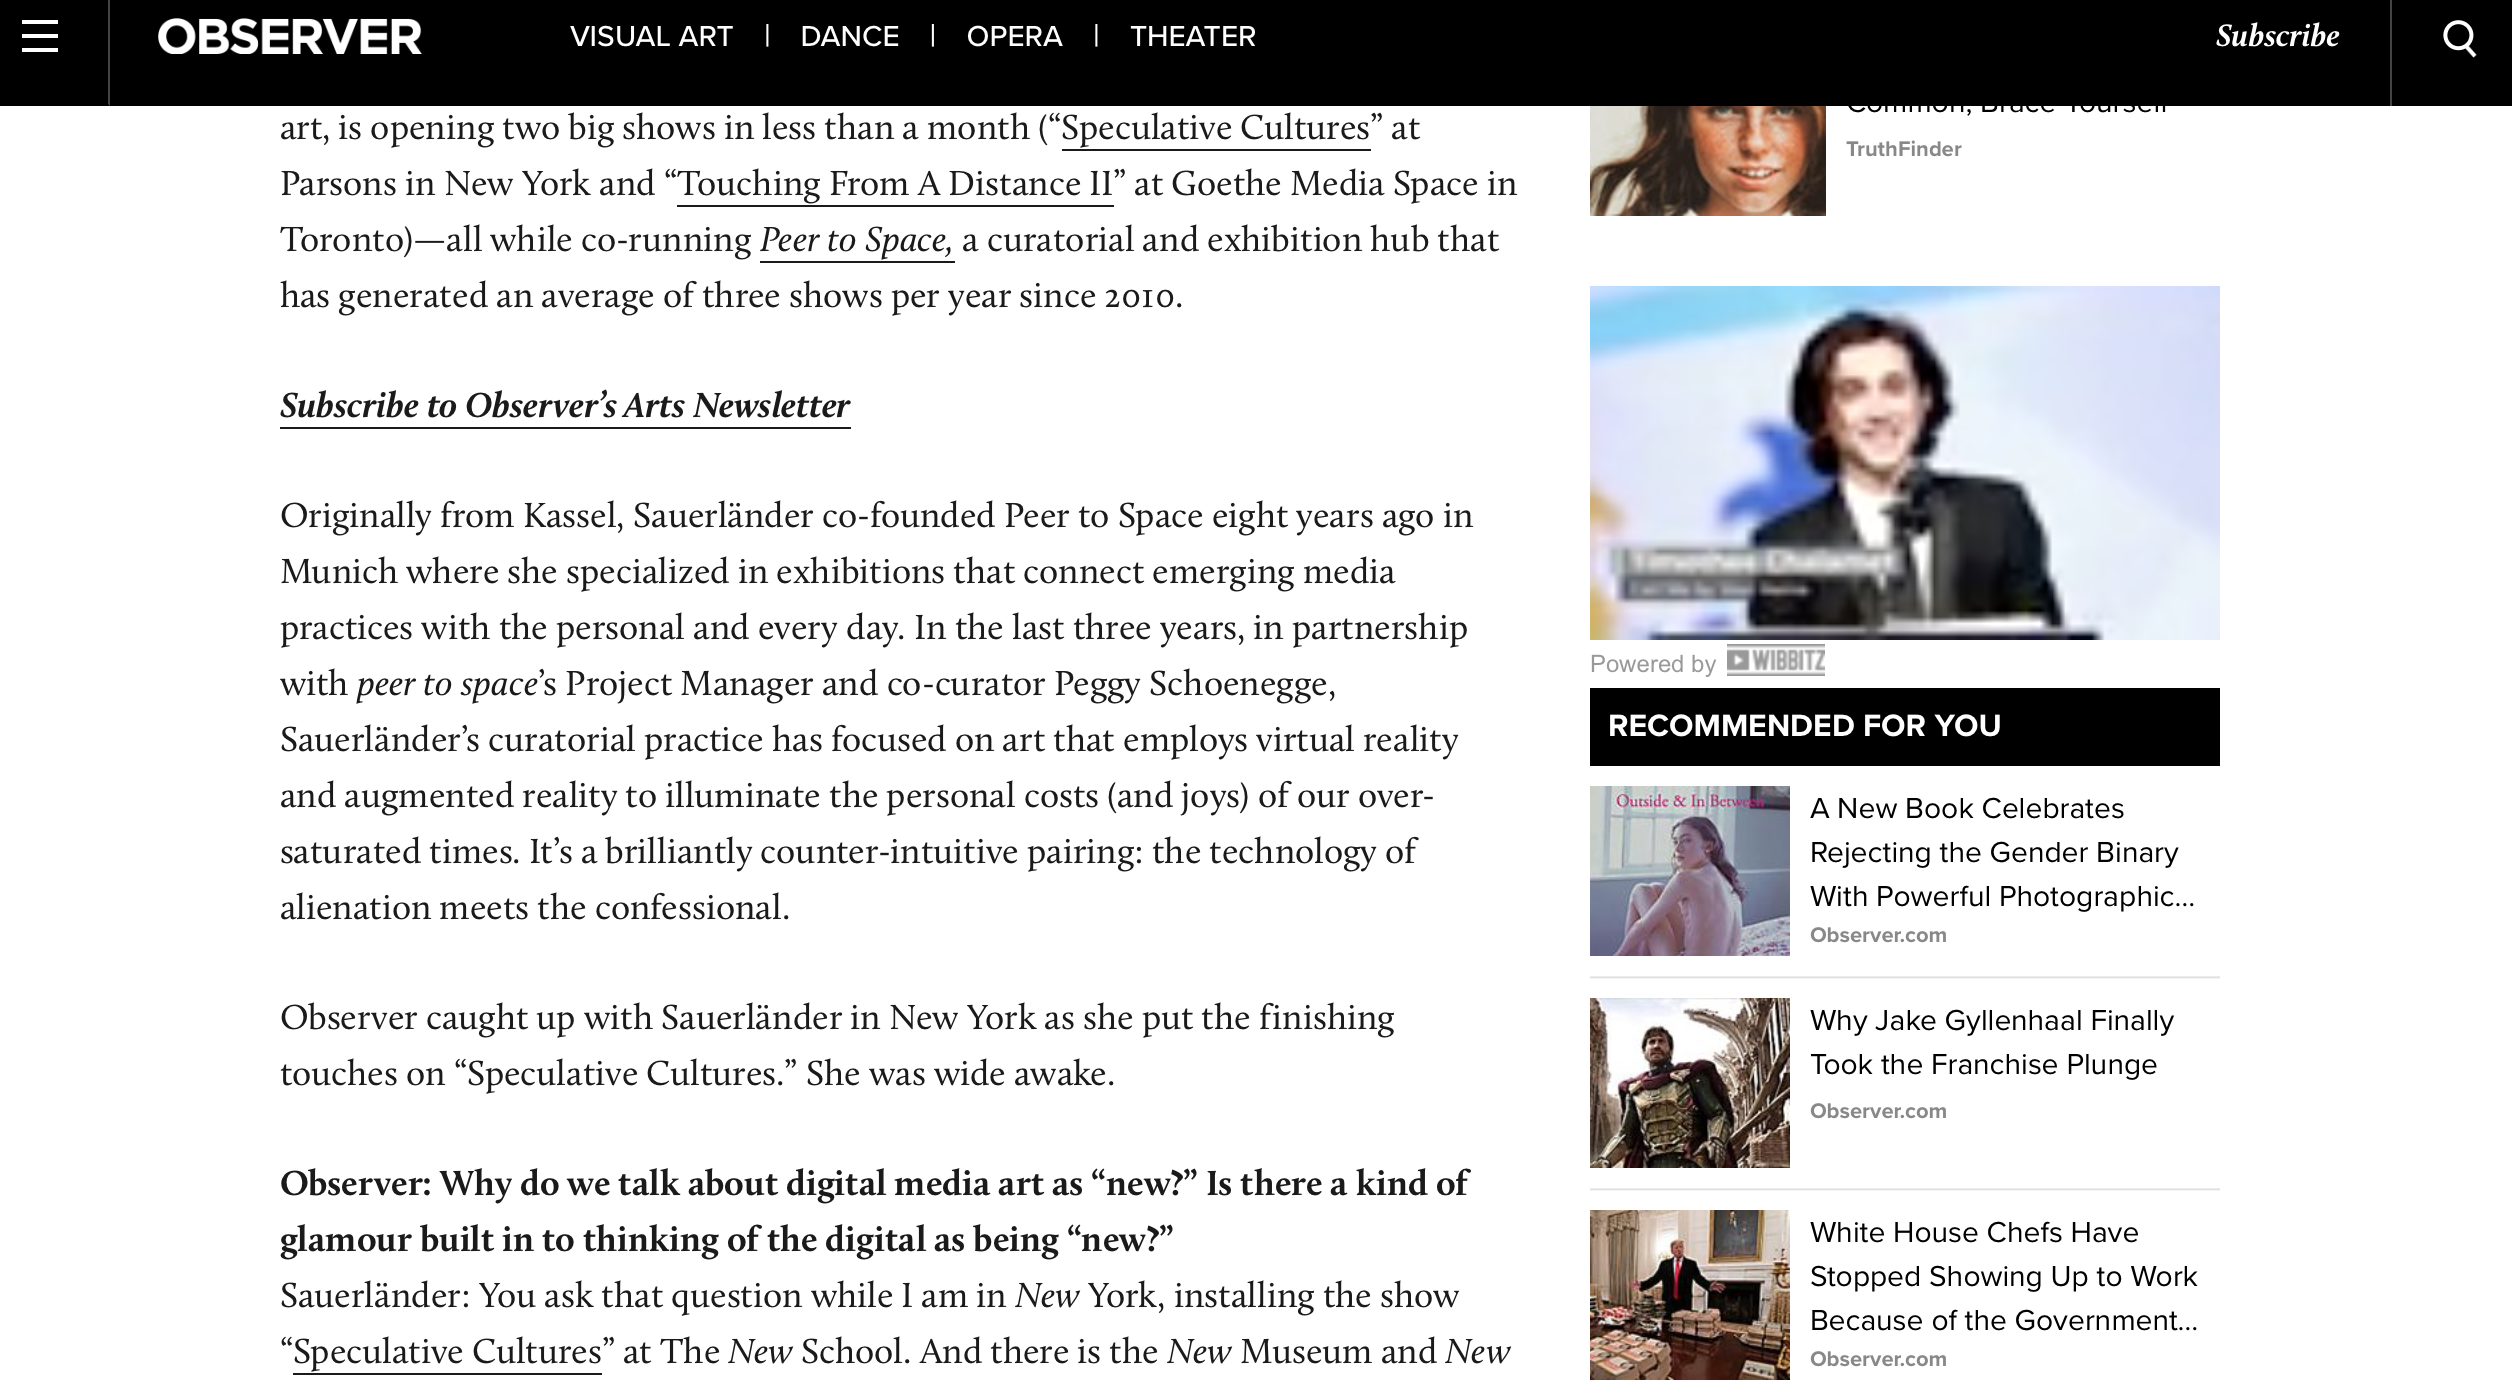 OBSERVER
VISUAL ART | DANCE | OPERA | THEATER
Subscribe
art, is opening two big shows in less than a month (“Speculative Cultures” at
Parsons in New York and “Touching From A Distance II” at Goethe Media Space in
Toronto)—all while co-running Peer to Space, a curatorial and exhibition hub that
has generated an average of three shows per year since 2010.
Subscribe to Observer’s Arts Newsletter
Originally from Kassel, Sauerländer co-founded Peer to Space eight years ago in
Munich where she specialized in exhibitions that connect emerging media
practices with the personal and every day. In the last three years, in partnership
with peer to space’s Project Manager and co-curator Peggy Schoenegge,
Sauerländer’s curatorial practice has focused on art that employs virtual reality
and augmented reality to illuminate the personal costs (and joys) of our over-
saturated times. It’s a brilliantly counter-intuitive pairing: the technology of
alienation meets the confessional.
Observer caught up with Sauerländer in New York as she put the finishing
touches on “Speculative Cultures.” She was wide awake.
Observer: Why do we talk about digital media art as “new?” Is there a kind of
glamour built in to thinking of the digital as being “new?”
Sauerländer: You ask that question while I am in New York, installing the show
“Speculative Cultures” at The New School. And there is the New Museum and New
Common, Brace Yourself
TruthFinder
Timothee Chalamet
Powered by WIBBITZ
RECOMMENDED FOR YOU
Outside & In Between
A New Book Celebrates
Rejecting the Gender Binary
With Powerful Photographic...
Observer.com
Why Jake Gyllenhaal Finally
Took the Franchise Plunge
Observer.com
White House Chefs Have
Stopped Showing Up to Work
Because of the Government...
Observer.com